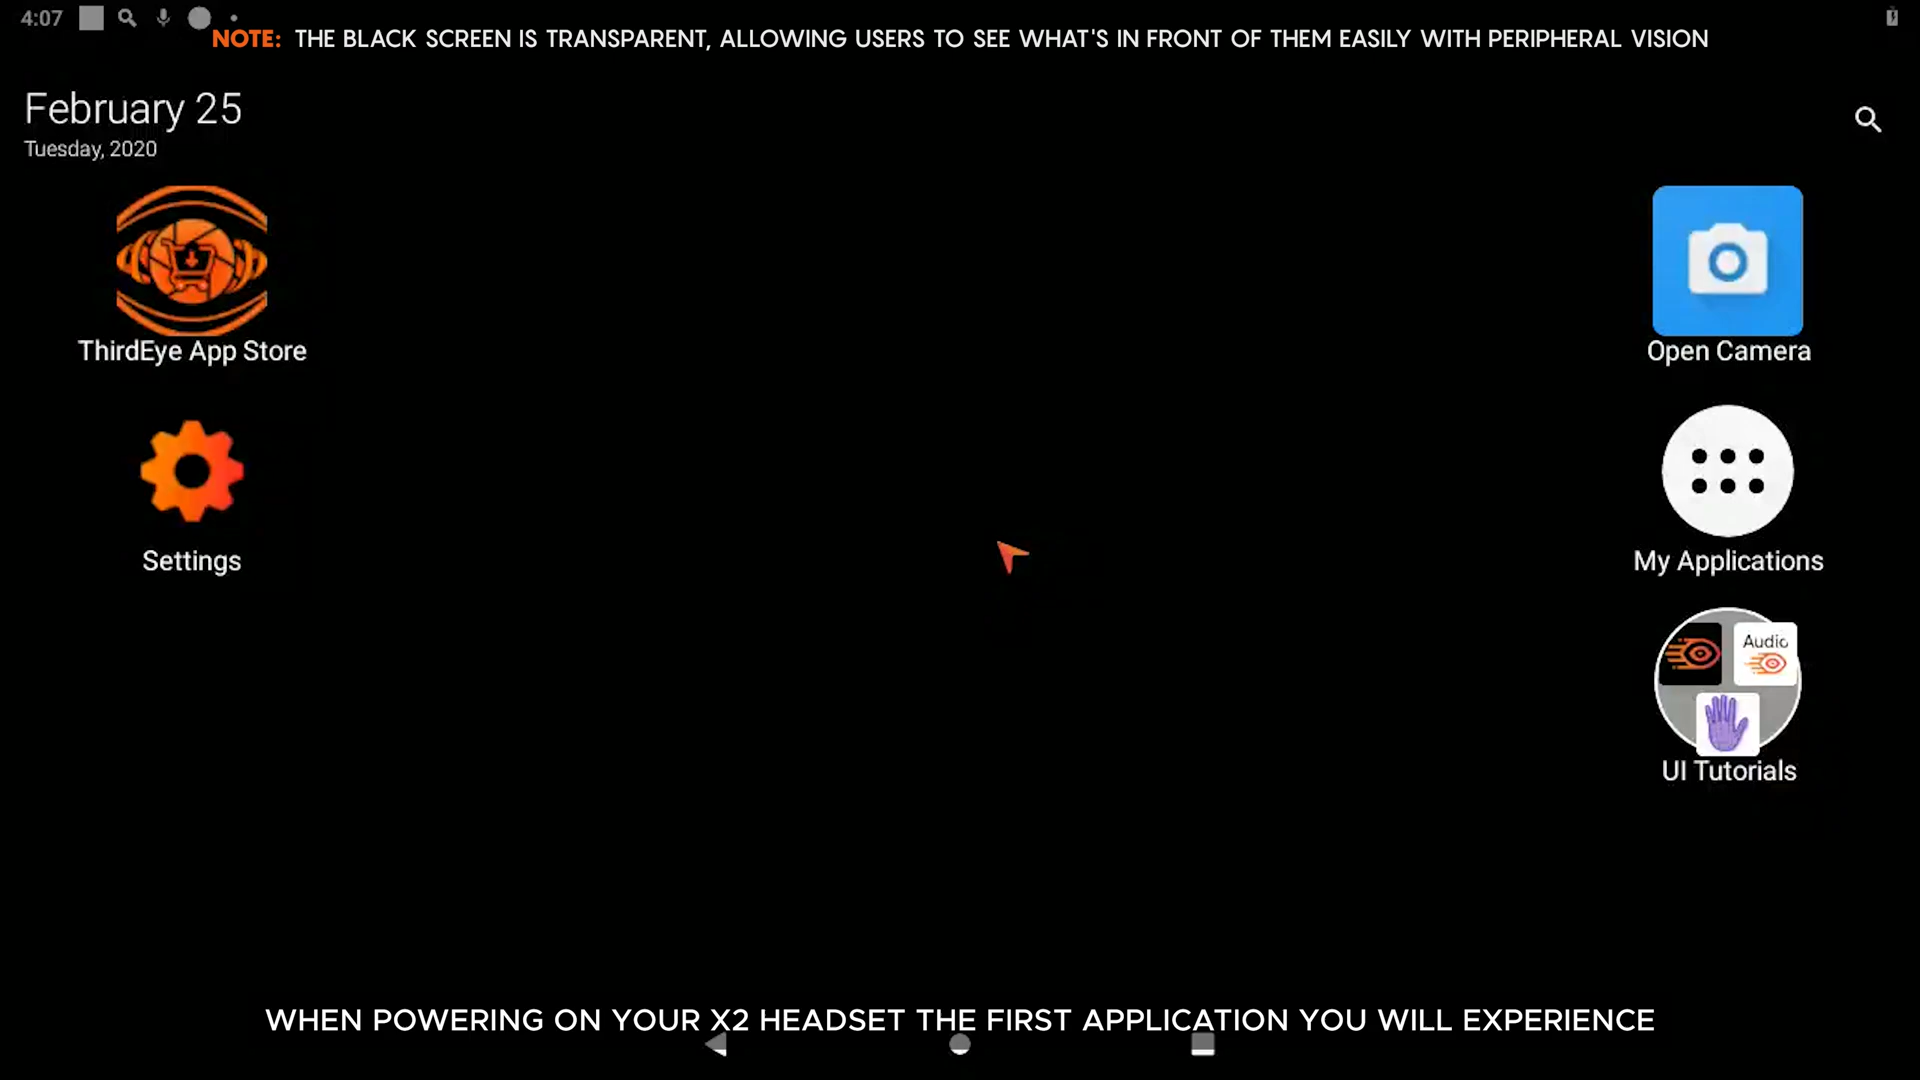 4:07
NOTE: THE BLACK SCREEN IS TRANSPARENT, ALLOWING USERS TO SEE WHAT'S IN FRONT OF THEM EASILY WITH PERIPHERAL VISION
February 25
Tuesday, 2020
ThirdEye App Store
Open Camera
Settings
My Applications
Audio
UI Tutorials
WHEN POWERING ON YOUR X2 HEADSET THE FIRST APPLICATION YOU WILL EXPERIENCE